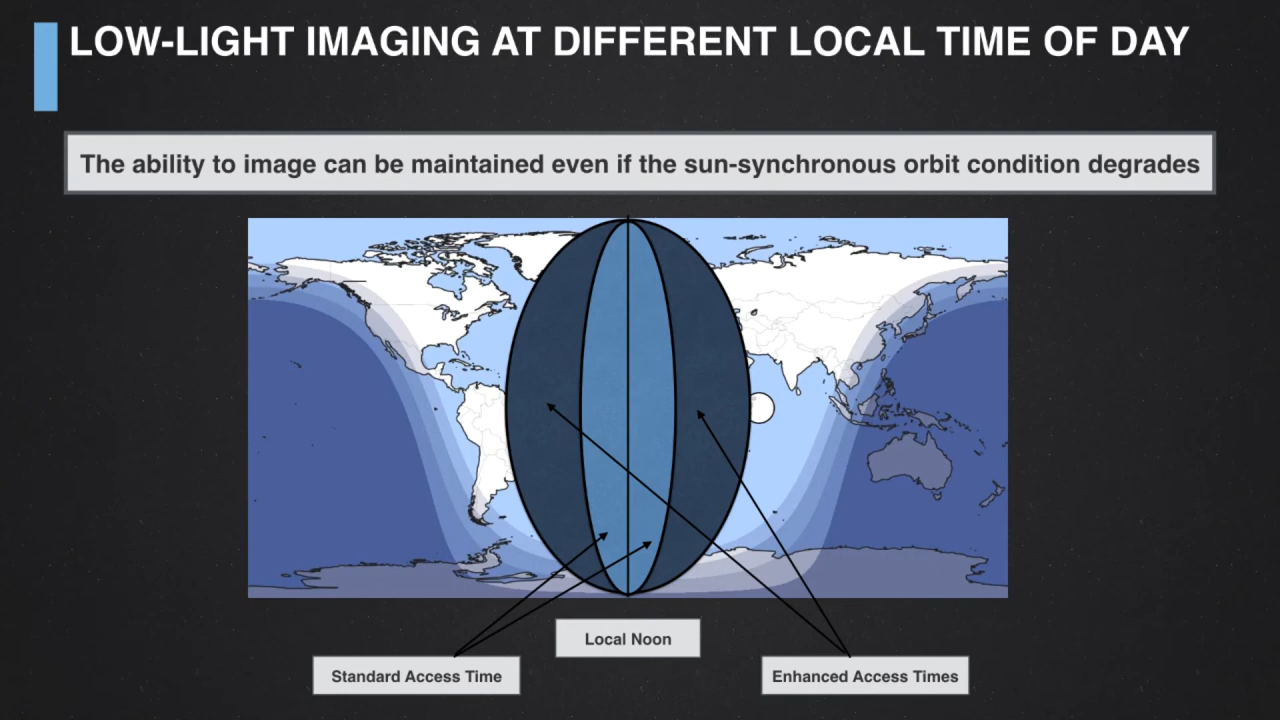 LOW-LIGHT IMAGING AT DIFFERENT LOCAL TIME OF DAY
The ability to image can be maintained even if the sun-synchronous orbit condition degrades
Local Noon
Standard Access Time
Enhanced Access Times